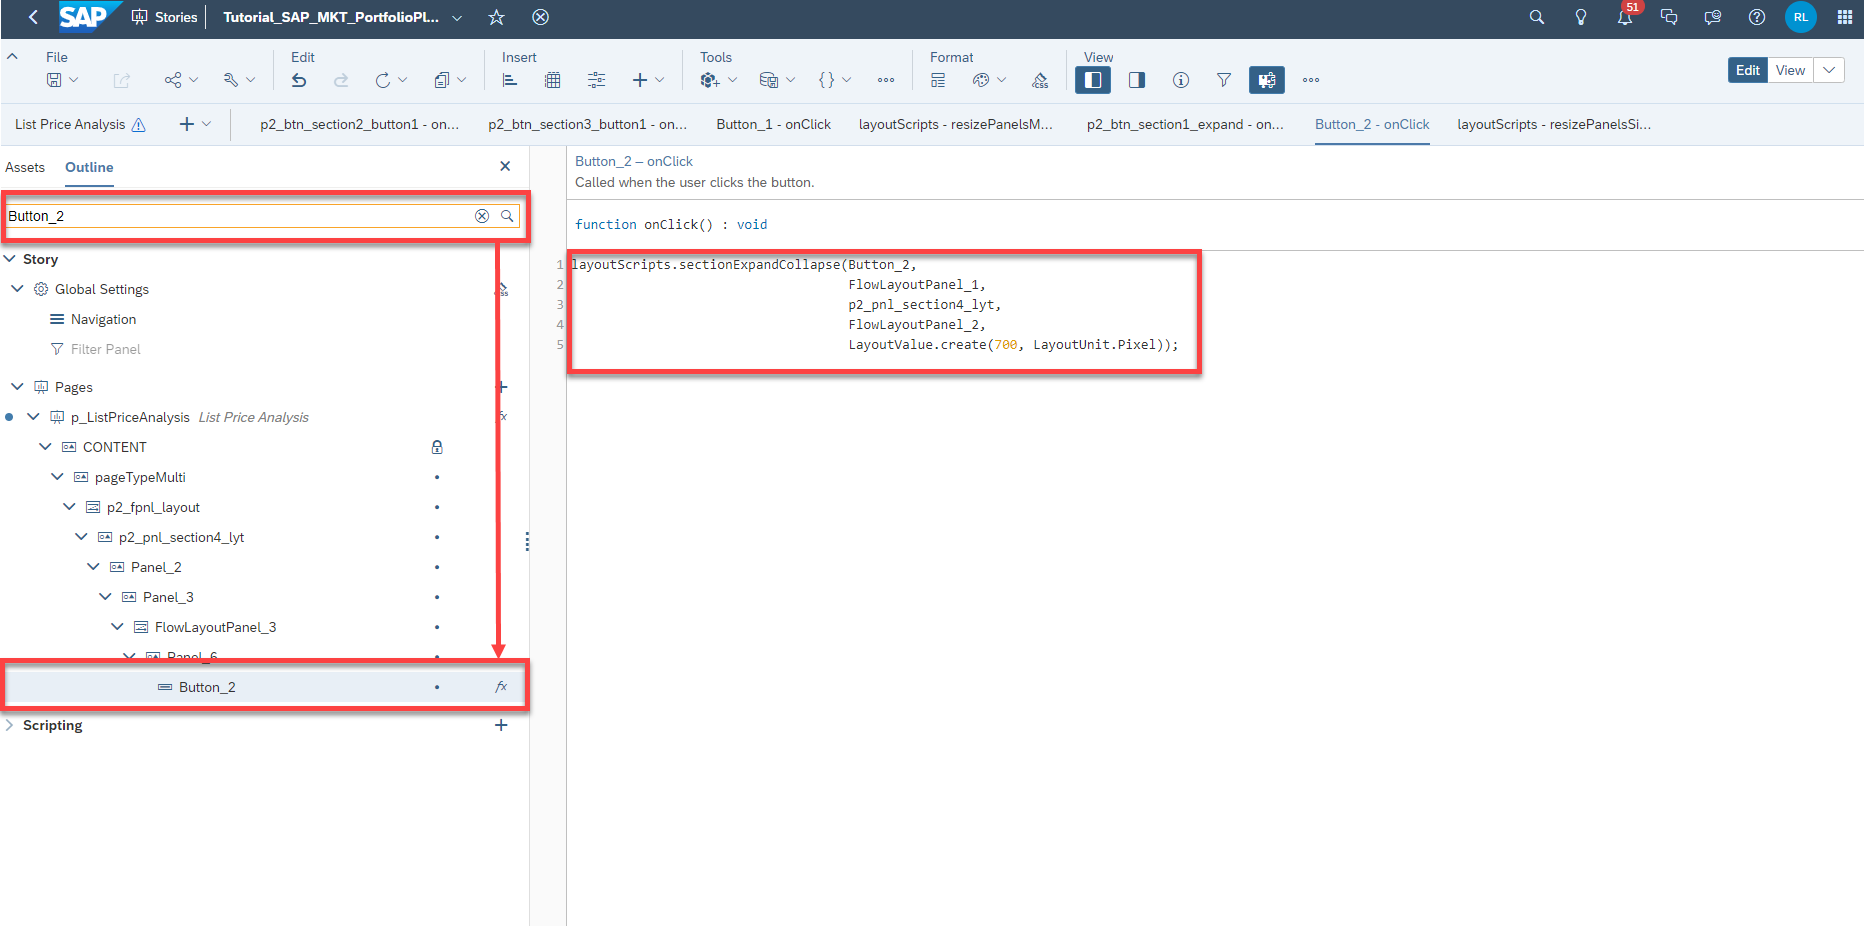 SAP Stories Tutorial_SAP_MKT_PortfolioPl... 51 RL
File Edit Insert Tools Format View
css
Edit View
List Price Analysis p2_btn_section2_button1 - on... p2_btn_section3_button1 - on... Button_1 - onClick layoutScripts - resizePanelsM... p2_btn_section1_expand - on... Button_2 - onClick layoutScripts - resizePanelsSi...
Assets Outline
Button_2
Story
Global Settings
Navigation
Filter Panel
Pages
p_ListPriceAnalysis List Price Analysis fx
CONTENT
pageTypeMulti
p2_fpnl_layout
p2_pnl_section4_lyt
Panel_2
Panel_3
FlowLayoutPanel_3
Panel_6
Button_2 fx
Scripting
Button_2 – onClick
Called when the user clicks the button.
function onClick() : void
1 layoutScripts.sectionExpandCollapse(Button_2,
2 FlowLayoutPanel_1,
3 p2_pnl_section4_lyt,
4 FlowLayoutPanel_2,
5 LayoutValue.create(700, LayoutUnit.Pixel));